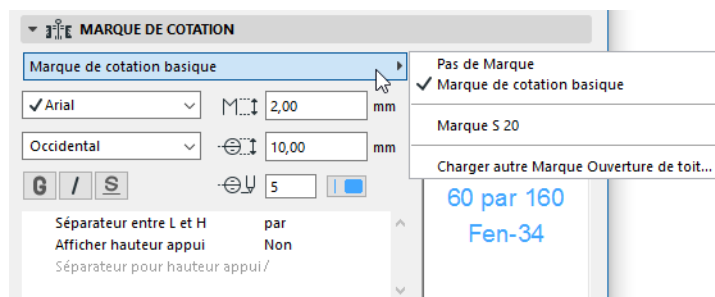 MARQUE DE COTATION
Marque de cotation basique
Pas de Marque
Marque de cotation basique
Marque S 20
Charger autre Marque Ouverture de toit...
Arial
2,00 mm
Occidental
10,00 mm
G I S
5
60 par 160
Fen-34
Séparateur entre L et H par
Afficher hauteur appui Non
Séparateur pour hauteur appui /